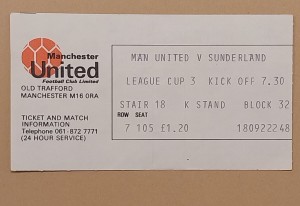 Manchester
United
Football Club Limited
OLD TRAFFORD
MANCHESTER M16 0RA
TICKET AND MATCH
INFORMATION
Telephone 061-872 7771
(24 HOUR SERVICE)
MAN UNITED V SUNDERLAND
LEAGUE CUP 3 KICK OFF 7.30
STAIR 18 K STAND BLOCK 32
ROW SEAT
7 105 £1.20 180922248